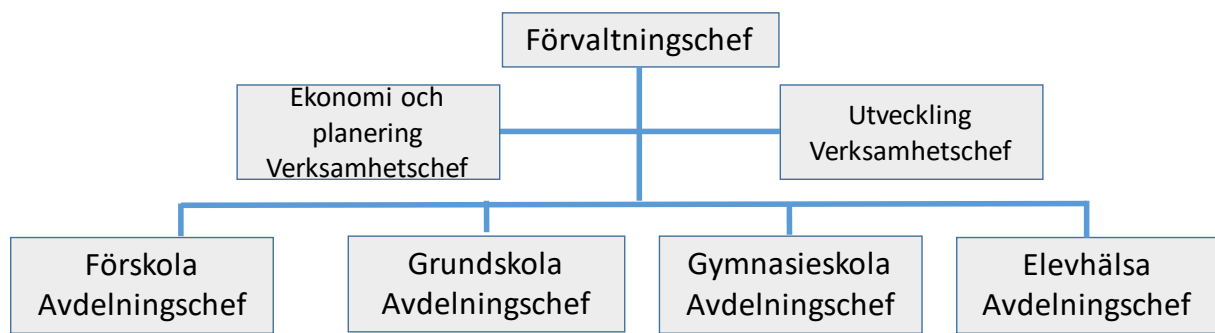 Förvaltningschef
Ekonomi och
planering
Verksamhetschef
Utveckling
Verksamhetschef
Förskola
Avdelningschef
Grundskola
Avdelningschef
Gymnasieskola
Avdelningschef
Elevhälsa
Avdelningschef